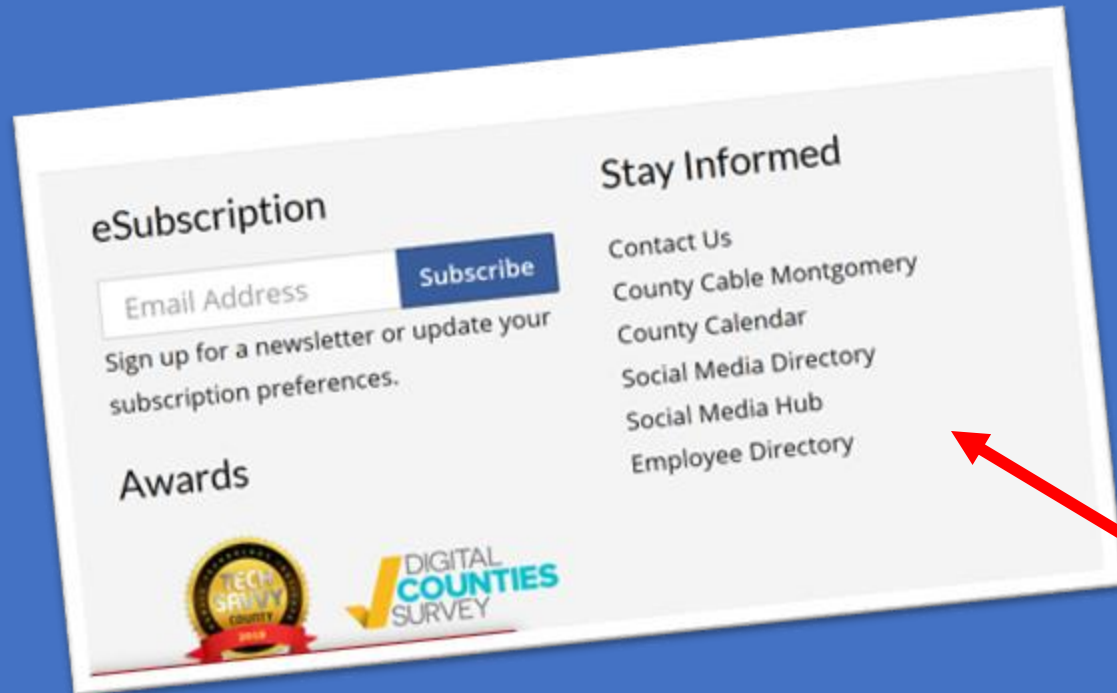 eSubscription
Email Address
Subscribe
Sign up for a newsletter or update your
subscription preferences.
Awards
TECH
SAVVY
COUNTY
2019
DIGITAL
COUNTIES
SURVEY
Stay Informed
Contact Us
County Cable Montgomery
County Calendar
Social Media Directory
Social Media Hub
Employee Directory